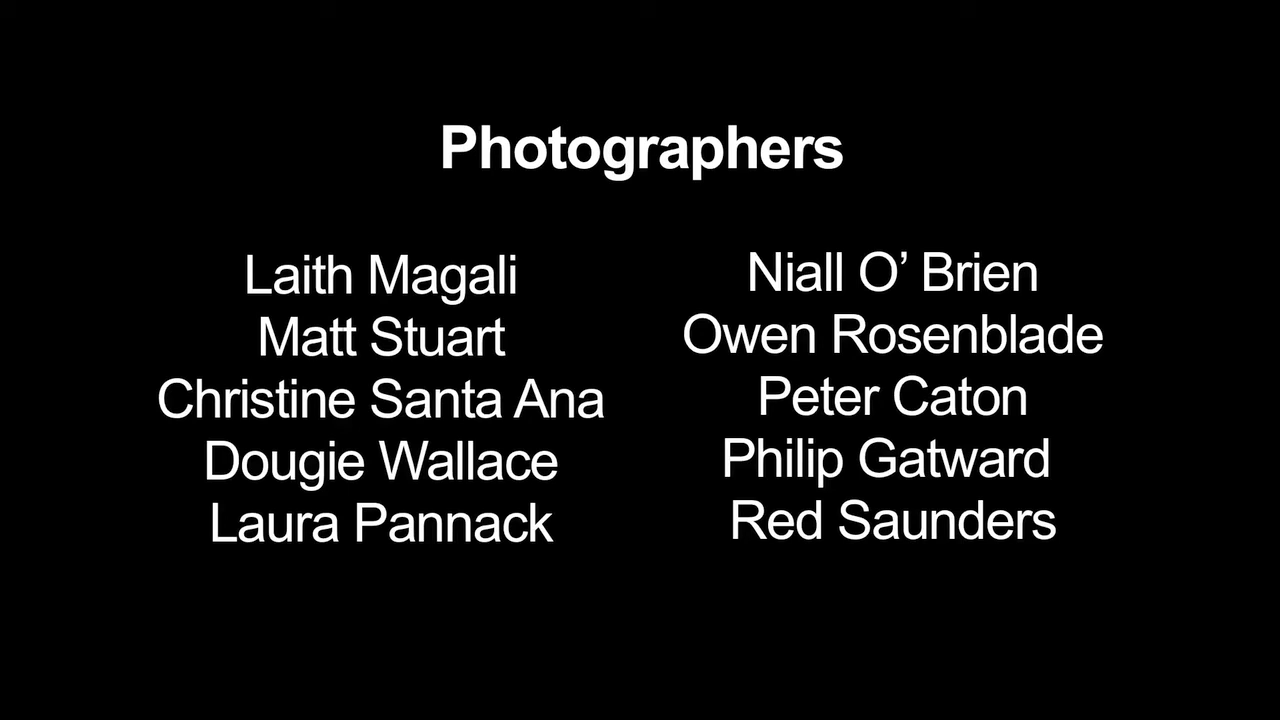 Photographers
Laith Magali
Matt Stuart
Christine Santa Ana
Dougie Wallace
Laura Pannack
Niall O’ Brien
Owen Rosenblade
Peter Caton
Philip Gatward
Red Saunders